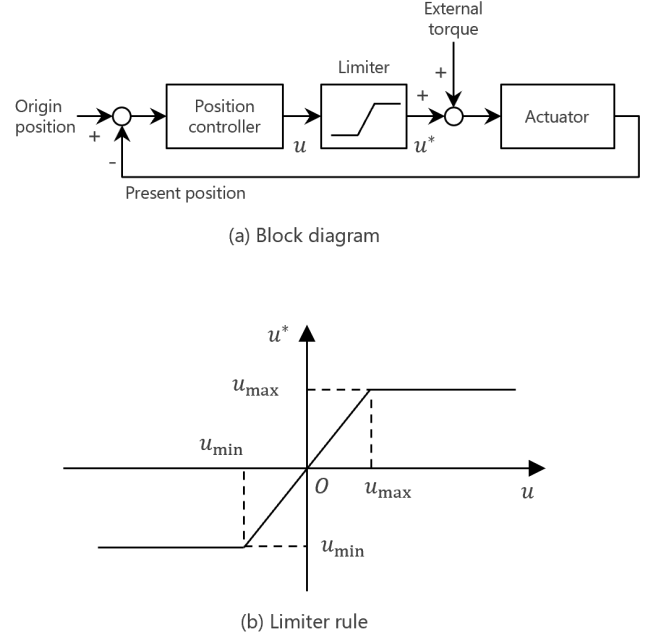 External
torque
Limiter
+
Origin
position
+
-
Position
controller
u
+
u*
Actuator
Present position
(a) Block diagram
u*
u_max
u_min
O
u_max
u
u_min
(b) Limiter rule